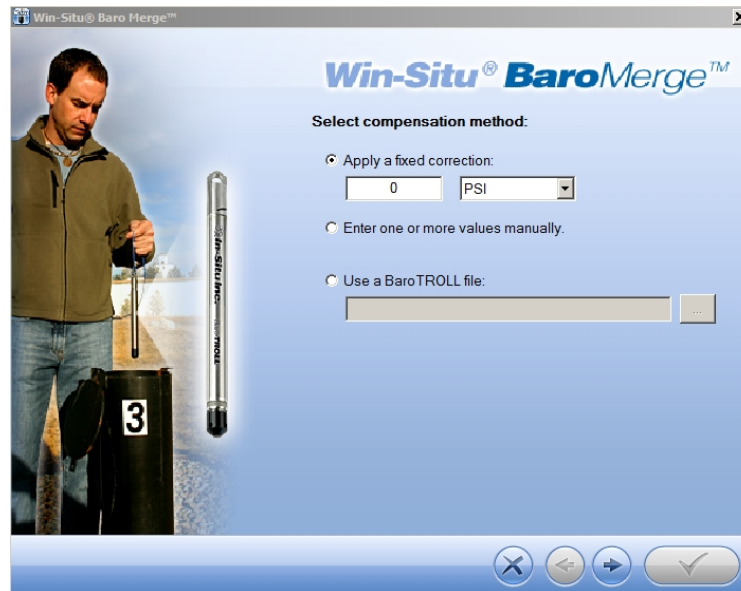 Win-Situ® Baro Merge™
Win-Situ® BaroMerge™
Select compensation method:
Apply a fixed correction:
0 PSI
Enter one or more values manually.
Use a BaroTROLL file:
...
In-Situ Inc.
BaroTROLL
3